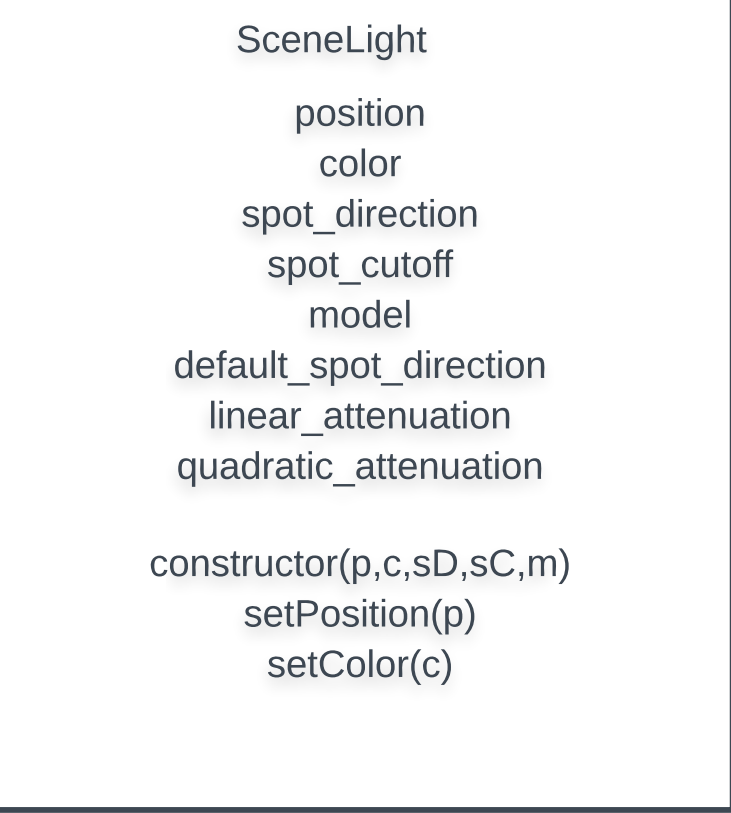 SceneLight
position
color
spot_direction
spot_cutoff
model
default_spot_direction
linear_attenuation
quadratic_attenuation
constructor(p,c,sD,sC,m)
setPosition(p)
setColor(c)